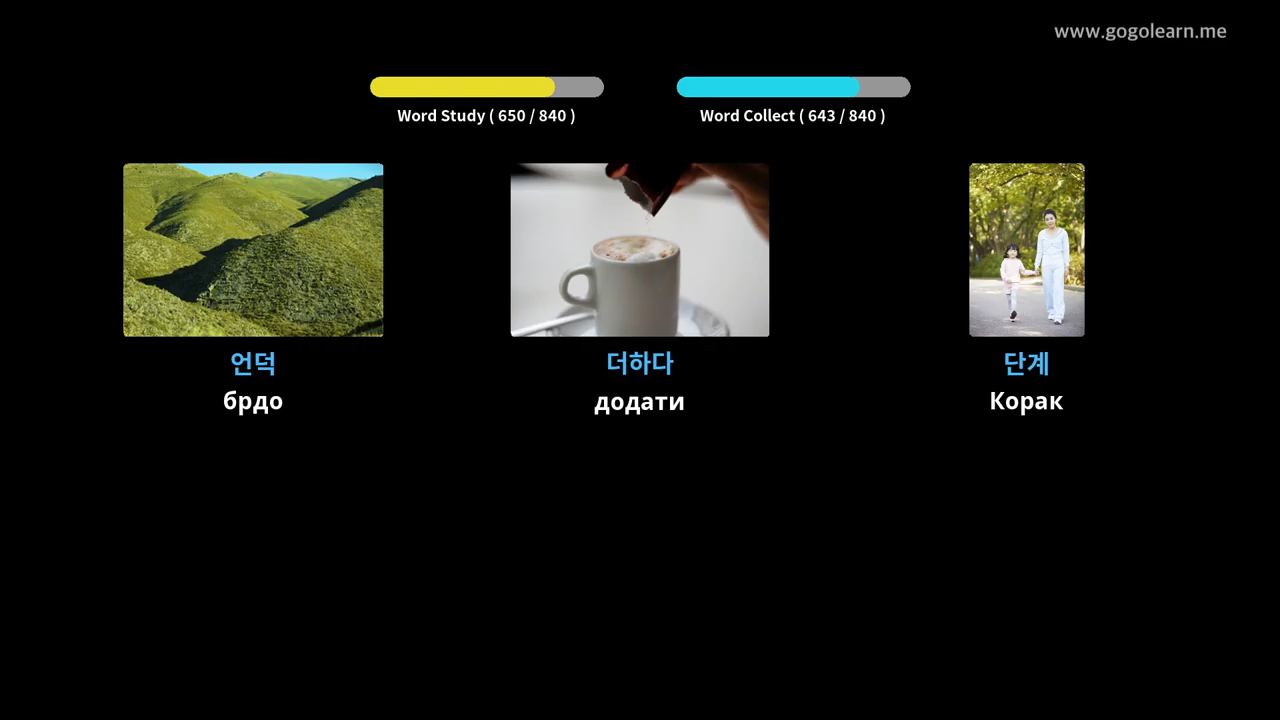 www.gogolearn.me
Word Study ( 650 / 840 )
Word Collect ( 643 / 840 )
언덕
брдо
더하다
додати
단계
Корак